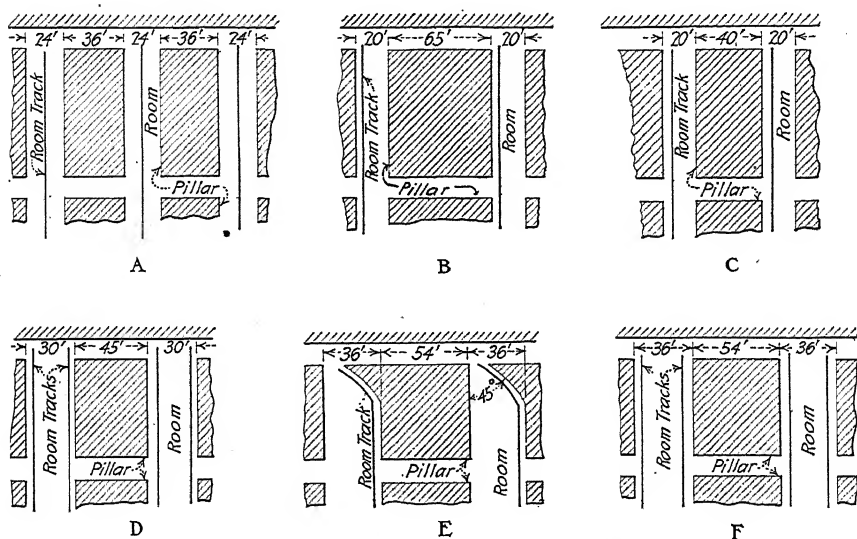 24' 36' 24' 36' 24'
Room Track
Room
Pillar
A
20' 65' 20'
Room Track
Room
Pillar
B
20' 40' 20'
Room Track
Room
Pillar
C
30' 45' 30'
Room Tracks
Room
Pillar
D
36' 54' 36'
45°
Room Track
Room
Pillar
E
36' 54' 36'
Room Tracks
Room
Pillar
F